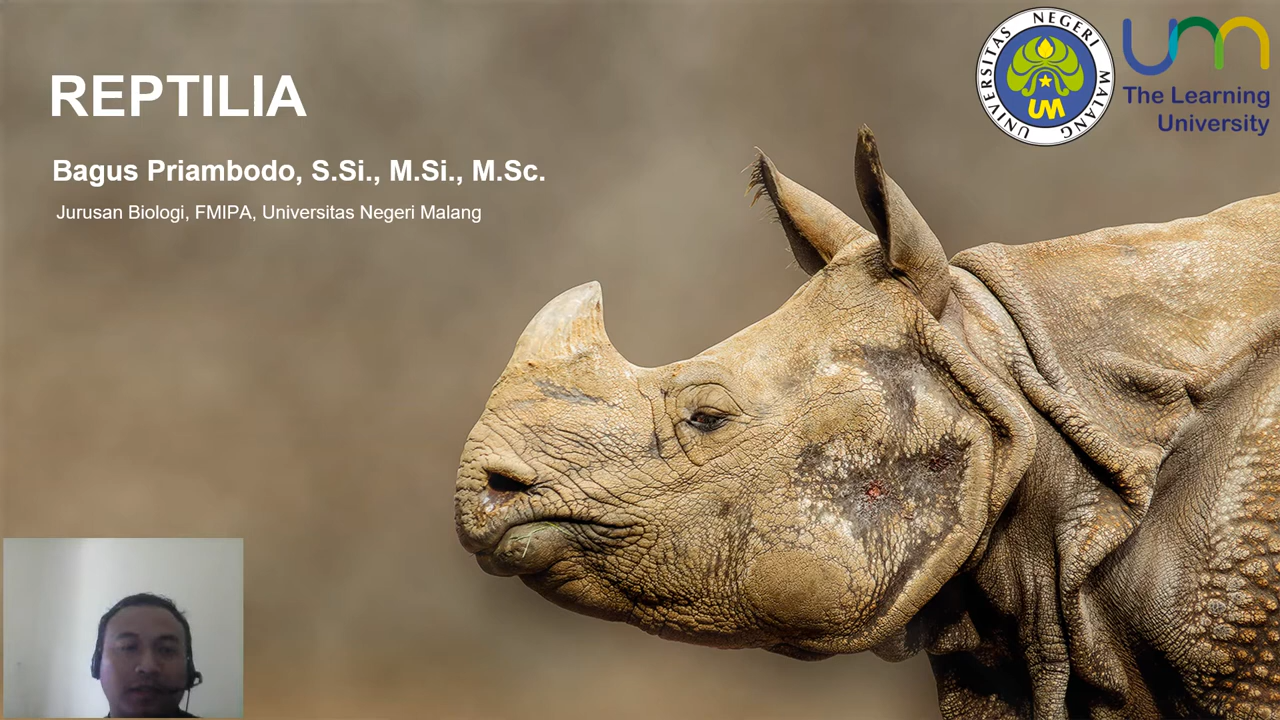 REPTILIA
Bagus Priambodo, S.Si., M.Si., M.Sc.
Jurusan Biologi, FMIPA, Universitas Negeri Malang
UNIVERSITAS NEGERI MALANG
UM
um
The Learning
University